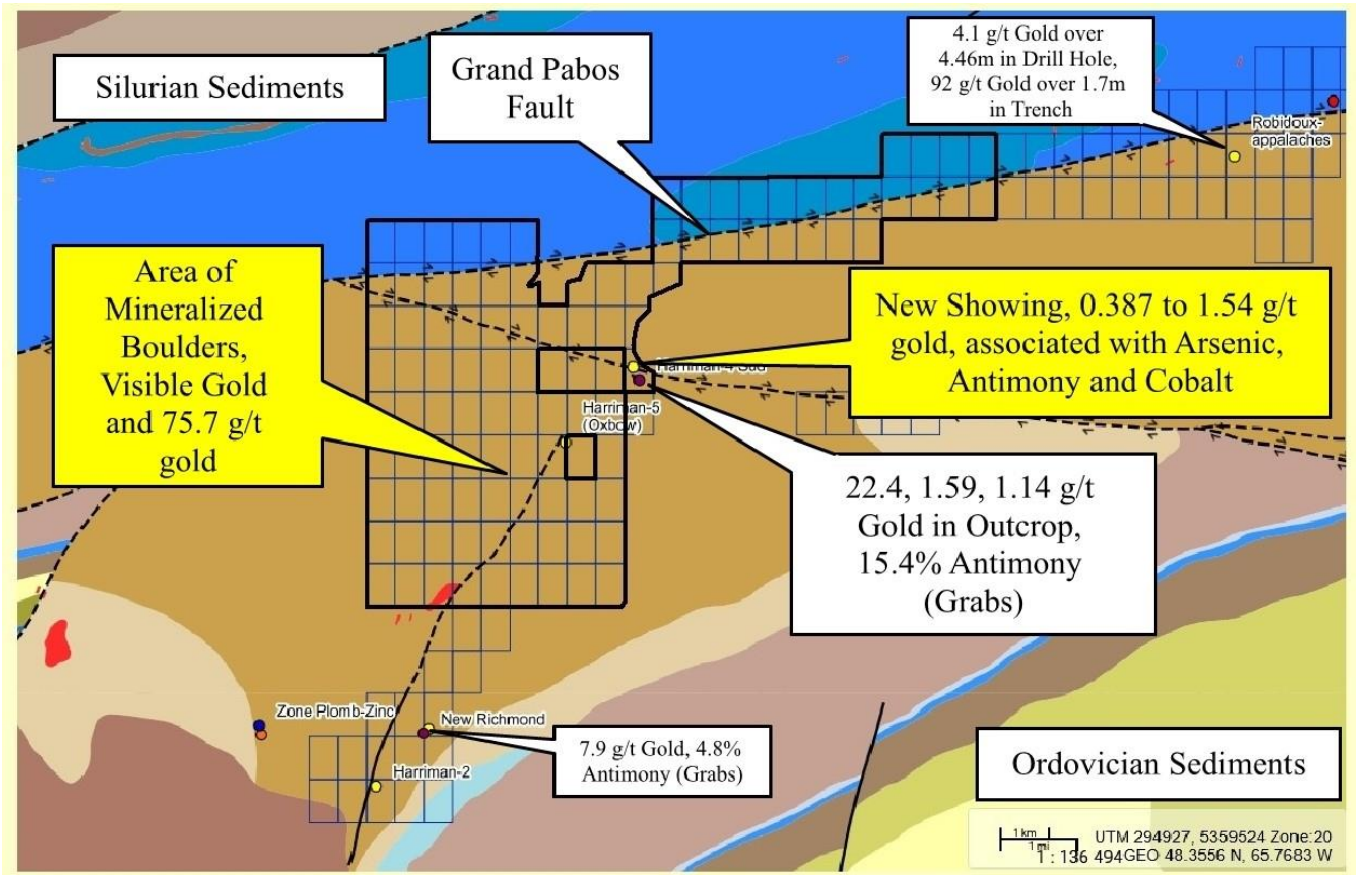 Silurian Sediments
Grand Pabos
Fault
4.1 g/t Gold over
4.46m in Drill Hole,
92 g/t Gold over 1.7m
in Trench
Robidoux-
appalaches
Area of
Mineralized
Boulders,
Visible Gold
and 75.7 g/t
gold
New Showing, 0.387 to 1.54 g/t
gold, associated with Arsenic,
Antimony and Cobalt
Harriman-4 Sud
Harriman-5
(Oxbow)
22.4, 1.59, 1.14 g/t
Gold in Outcrop,
15.4% Antimony
(Grabs)
Zone Plomb-Zinc
New Richmond
7.9 g/t Gold, 4.8%
Antimony (Grabs)
Harriman-2
Ordovician Sediments
1 km
1 mi
UTM 294927, 5359524 Zone:20
1 : 136 494 GEO 48.3556 N, 65.7683 W